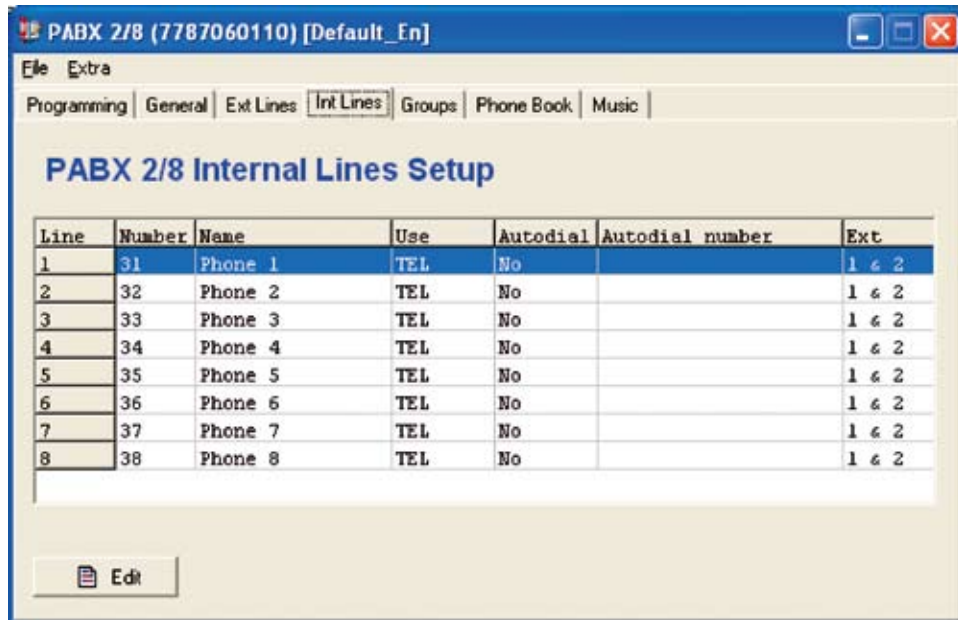 PABX 2/8 (7787060110) [Default_En]
File Extra
Programming General Ext Lines Int Lines Groups Phone Book Music
PABX 2/8 Internal Lines Setup
Line Number Name Use Autodial Autodial number Ext
1 31 Phone 1 TEL No 1 & 2
2 32 Phone 2 TEL No 1 & 2
3 33 Phone 3 TEL No 1 & 2
4 34 Phone 4 TEL No 1 & 2
5 35 Phone 5 TEL No 1 & 2
6 36 Phone 6 TEL No 1 & 2
7 37 Phone 7 TEL No 1 & 2
8 38 Phone 8 TEL No 1 & 2
Edit